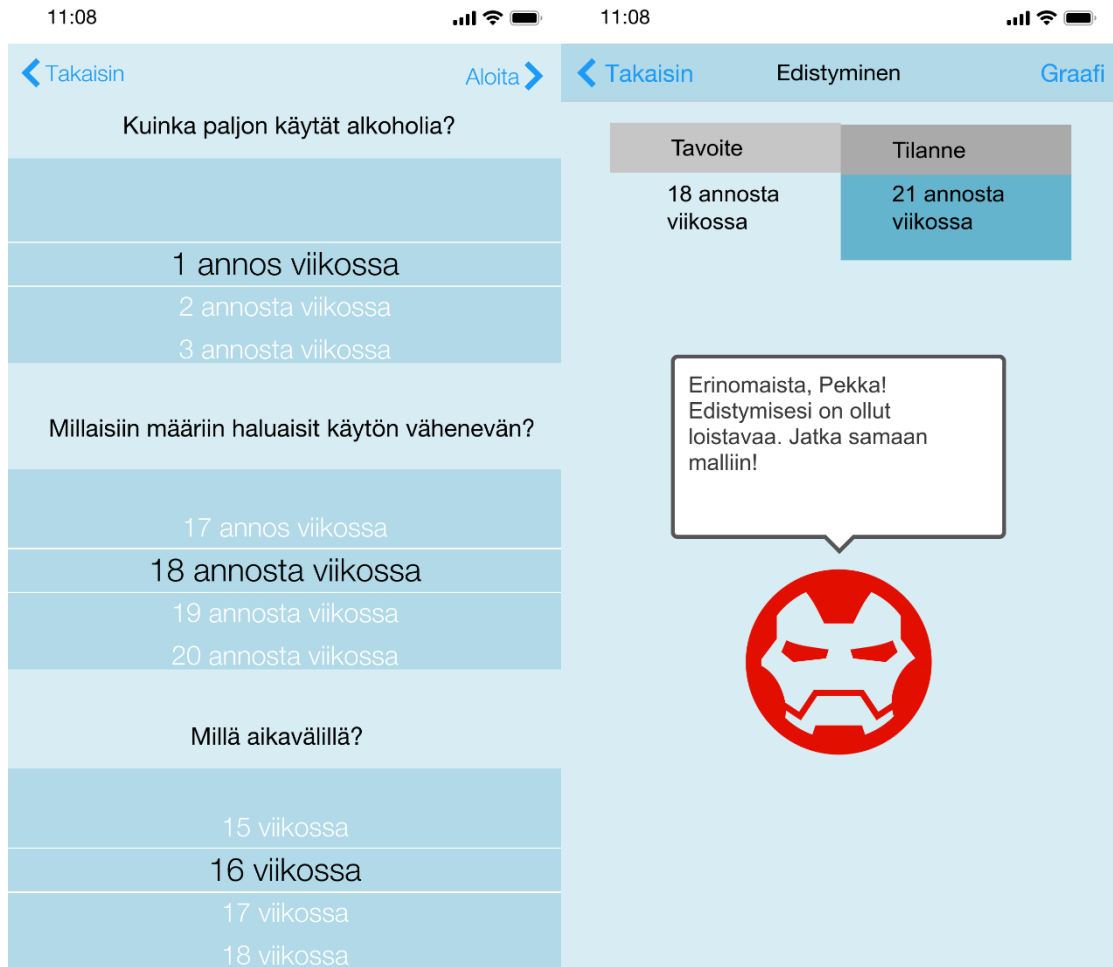 11:08
Takaisin
Aloita
Kuinka paljon käytät alkoholia?
1 annos viikossa
2 annosta viikossa
3 annosta viikossa
Millaisiin määriin haluaisit käytön vähenevän?
17 annos viikossa
18 annosta viikossa
19 annosta viikossa
20 annosta viikossa
Millä aikavälillä?
15 viikossa
16 viikossa
17 viikossa
18 viikossa
11:08
Takaisin
Edistyminen
Graafi
Tavoite
Tilanne
18 annosta
viikossa
21 annosta
viikossa
Erinomaista, Pekka!
Edistymisesi on ollut
loistavaa. Jatka samaan
malliin!